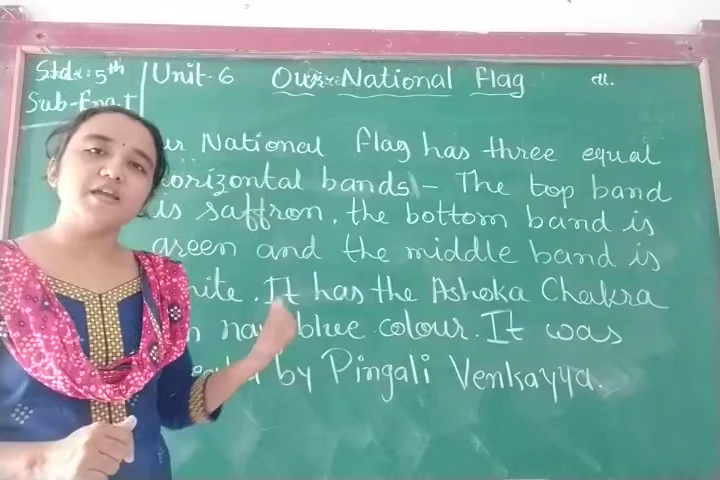 Std:: 5th Unit-6 Our National Flag
Sub-Eng.I
ur National flag has three equal
orizontal bands - The top band
is saffron, the bottom band is
green and the middle band is
nite. It has the Ashoka Chakra
blue colour. It was
by Pingali Venkayya.